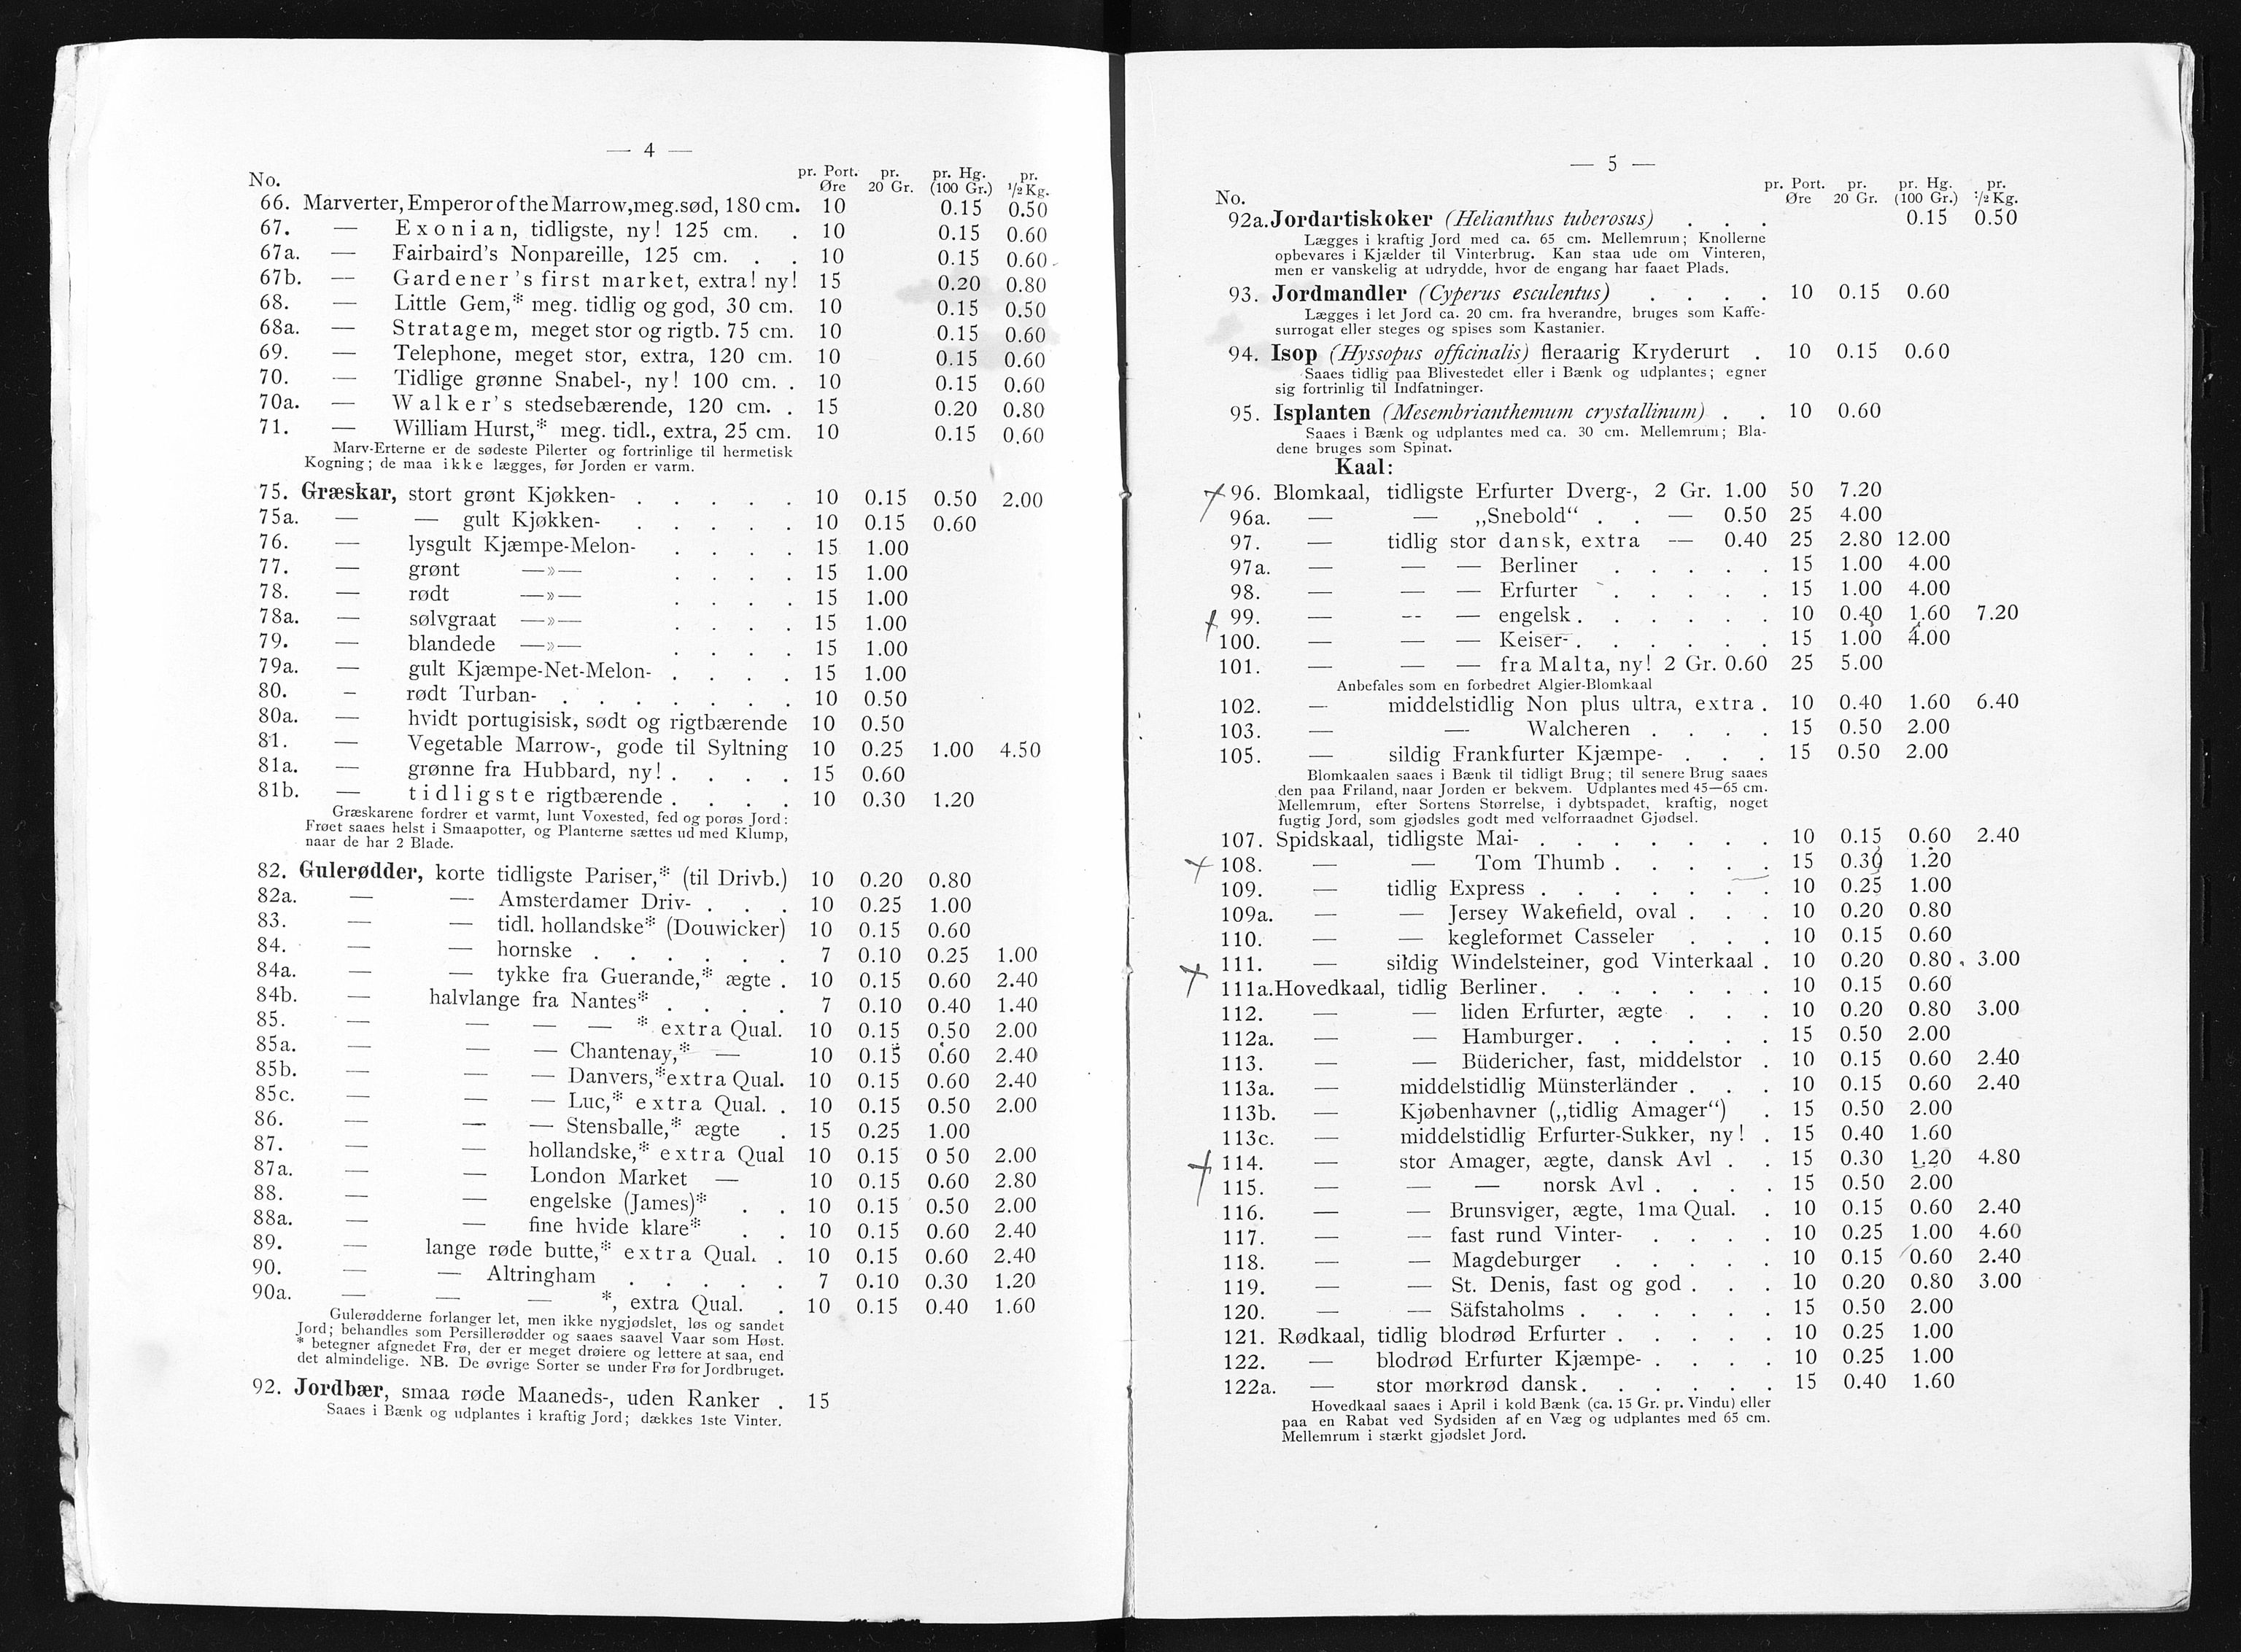 — 4 —
No. pr. Port. Øre pr. 20 Gr. pr. Hg. (100 Gr.) pr. 1/2 Kg.
66. Marverter, Emperor of the Marrow, meg. sød, 180 cm. 10 0.15 0.50
67. — Exonian, tidligste, ny! 125 cm. . 10 0.15 0.60
67a. — Fairbaird's Nonpareille, 125 cm. . . 10 0.15 0.60
67b. — Gardener's first market, extra! ny! 15 0.20 0.80
68. — Little Gem,* meg. tidlig og god, 30 cm. 10 0.15 0.50
68a. — Stratagem, meget stor og rigtb. 75 cm. 10 0.15 0.60
69. — Telephone, meget stor, extra, 120 cm. 10 0.15 0.60
70. — Tidlige grønne Snabel-, ny! 100 cm. . 10 0.15 0.60
70a. — Walker's stedsebærende, 120 cm. . 15 0.20 0.80
71. — William Hurst,* meg. tidl., extra, 25 cm. 10 0.15 0.60
Marv-Erterne er de sødeste Pilerter og fortrinlige til hermetisk
Kogning; de maa ikke lægges, før Jorden er varm.
75. Græskar, stort grønt Kjøkken- . . . . . 10 0.15 0.50 2.00
75a. — — gult Kjøkken- . . . . . 10 0.15 0.60
76. — lysgult Kjæmpe-Melon- . . . . 15 1.00
77. — grønt —»— . . . . 15 1.00
78. — rødt —»— . . . . 15 1.00
78a. — sølvgraat —»— . . . . 15 1.00
79. — blandede —»— . . . . 15 1.00
79a. — gult Kjæmpe-Net-Melon- . . . . 15 1.00
80. — rødt Turban- . . . . . . . 10 0.50
80a. — hvidt portugisisk, sødt og rigtbærende 10 0.50
81. — Vegetable Marrow-, gode til Syltning 10 0.25 1.00 4.50
81a. — grønne fra Hubbard, ny! . . . . 15 0.60
81b. — tidligste rigtbærende . . . . 10 0.30 1.20
Græskarene fordrer et varmt, lunt Voxested, fed og porøs Jord:
Frøet saaes helst i Smaapotter, og Planterne sættes ud med Klump,
naar de har 2 Blade.
82. Gulerødder, korte tidligste Pariser,* (til Drivb.) 10 0.20 0.80
82a. — — Amsterdamer Driv- . . . 10 0.25 1.00
83. — — tidl. hollandske* (Douwicker) 10 0.15 0.60
84. — — hornske . . . . . . 7 0.10 0.25 1.00
84a. — — tykke fra Guerande,* ægte . 10 0.15 0.60 2.40
84b. — halvlange fra Nantes* . . . . 7 0.10 0.40 1.40
85. — — — — * extra Qual. 10 0.15 0.50 2.00
85a. — — — Chantenay,* — 10 0.15 0.60 2.40
85b. — — — Danvers,* extra Qual. 10 0.15 0.60 2.40
85c. — — — Luc,* extra Qual. . 10 0.15 0.50 2.00
86. — — — Stensballe,* ægte . 15 0.25 1.00
87. — — hollandske,* extra Qual 10 0.15 0 50 2.00
87a. — — London Market — 10 0.15 0.60 2.80
88. — — engelske (James)* . . 10 0.15 0.50 2.00
88a. — — fine hvide klare* . . 10 0.15 0.60 2.40
89. — lange røde butte,* extra Qual. . 10 0.15 0.60 2.40
90. — — Altringham . . . . . 7 0.10 0.30 1.20
90a. — — — *, extra Qual. . 10 0.15 0.40 1.60
Gulerødderne forlanger let, men ikke nygjødslet, løs og sandet
Jord; behandles som Persillerødder og saaes saavel Vaar som Høst.
* betegner afgnedet Frø, der er meget drøiere og lettere at saa, end
det almindelige. NB. De øvrige Sorter se under Frø for Jordbruget.
92. Jordbær, smaa røde Maaneds-, uden Ranker . 15
Saaes i Bænk og udplantes i kraftig Jord; dækkes 1ste Vinter.
— 5 —
No. pr. Port. Øre pr. 20 Gr. pr. Hg. (100 Gr.) pr. 1/2 Kg.
92a. Jordartiskoker (Helianthus tuberosus) . . . 0.15 0.50
Lægges i kraftig Jord med ca. 65 cm. Mellemrum; Knollerne
opbevares i Kjælder til Vinterbrug. Kan staa ude om Vinteren,
men er vanskelig at udrydde, hvor de engang har faaet Plads.
93. Jordmandler (Cyperus esculentus) . . . . 10 0.15 0.60
Lægges i let Jord ca. 20 cm. fra hverandre, bruges som Kaffe-
surrogat eller steges og spises som Kastanier.
94. Isop (Hyssopus officinalis) fleraarig Kryderurt . 10 0.15 0.60
Saaes tidlig paa Blivestedet eller i Bænk og udplantes; egner
sig fortrinlig til Indfatninger.
95. Isplanten (Mesembrianthemum crystallinum) . . 10 0.60
Saaes i Bænk og udplantes med ca. 30 cm. Mellemrum; Bla-
dene bruges som Spinat.
Kaal:
96. Blomkaal, tidligste Erfurter Dverg-, 2 Gr. 1.00 50 7.20
96a. — — „Snebold“ . . — 0.50 25 4.00
97. — tidlig stor dansk, extra — 0.40 25 2.80 12.00
97a. — — — Berliner . . . . . 15 1.00 4.00
98. — — — Erfurter . . . . . 15 1.00 4.00
99. — -- — engelsk . . . . . . 10 0.40 1.60 7.20
100. — — — Keiser- . . . . . . 15 1.00 4.00
101. — — — fra Malta, ny! 2 Gr. 0.60 25 5.00
Anbefales som en forbedret Algier-Blomkaal
102. — middelstidlig Non plus ultra, extra . 10 0.40 1.60 6.40
103. — — Walcheren . . . . 15 0.50 2.00
105. — sildig Frankfurter Kjæmpe- . . . 15 0.50 2.00
Blomkaalen saaes i Bænk til tidligt Brug; til senere Brug saaes
den paa Friland, naar Jorden er bekvem. Udplantes med 45—65 cm.
Mellemrum, efter Sortens Størrelse, i dybtspadet, kraftig, noget
fugtig Jord, som gjødsles godt med velforraadnet Gjødsel.
107. Spidskaal, tidligste Mai- . . . . . . . 10 0.15 0.60 2.40
108. — — Tom Thumb . . . . . 15 0.30 1.20
109. — tidlig Express . . . . . . . 10 0.25 1.00
109a. — — Jersey Wakefield, oval . . . 10 0.20 0.80
110. — — kegleformet Casseler . . . 10 0.15 0.60
111. — sildig Windelsteiner, god Vinterkaal . 10 0.20 0.80 3.00
111a. Hovedkaal, tidlig Berliner . . . . . . . 10 0.15 0.60
112. — — liden Erfurter, ægte . . . 10 0.20 0.80 3.00
112a. — — Hamburger . . . . . . 15 0.50 2.00
113. — — Büdericher, fast, middelstor . 10 0.15 0.60 2.40
113a. — middelstidlig Münsterländer . . . 10 0.15 0.60 2.40
113b. — Kjøbenhavner („tidlig Amager“) . 15 0.50 2.00
113c. — middelstidlig Erfurter-Sukker, ny! . 15 0.40 1.60
114. — stor Amager, ægte, dansk Avl . . 15 0.30 1.20 4.80
115. — — — norsk Avl . . . . 15 0.50 2.00
116. — — Brunsviger, ægte, 1ma Qual. . 10 0.15 0.60 2.40
117. — — fast rund Vinter- . . . . 10 0.25 1.00 4.60
118. — — Magdeburger . . . . . 10 0.15 0.60 2.40
119. — — St. Denis, fast og god . . . 10 0.20 0.80 3.00
120. — — Säfstaholms . . . . . . 15 0.50 2.00
121. Rødkaal, tidlig blodrød Erfurter . . . . . 10 0.25 1.00
122. — blodrød Erfurter Kjæmpe- . . . . 10 0.25 1.00
122a. — stor mørkrød dansk . . . . . . 15 0.40 1.60
Hovedkaal saaes i April i kold Bænk (ca. 15 Gr. pr. Vindu) eller
paa en Rabat ved Sydsiden af en Væg og udplantes med 65 cm.
Mellemrum i stærkt gjødslet Jord.